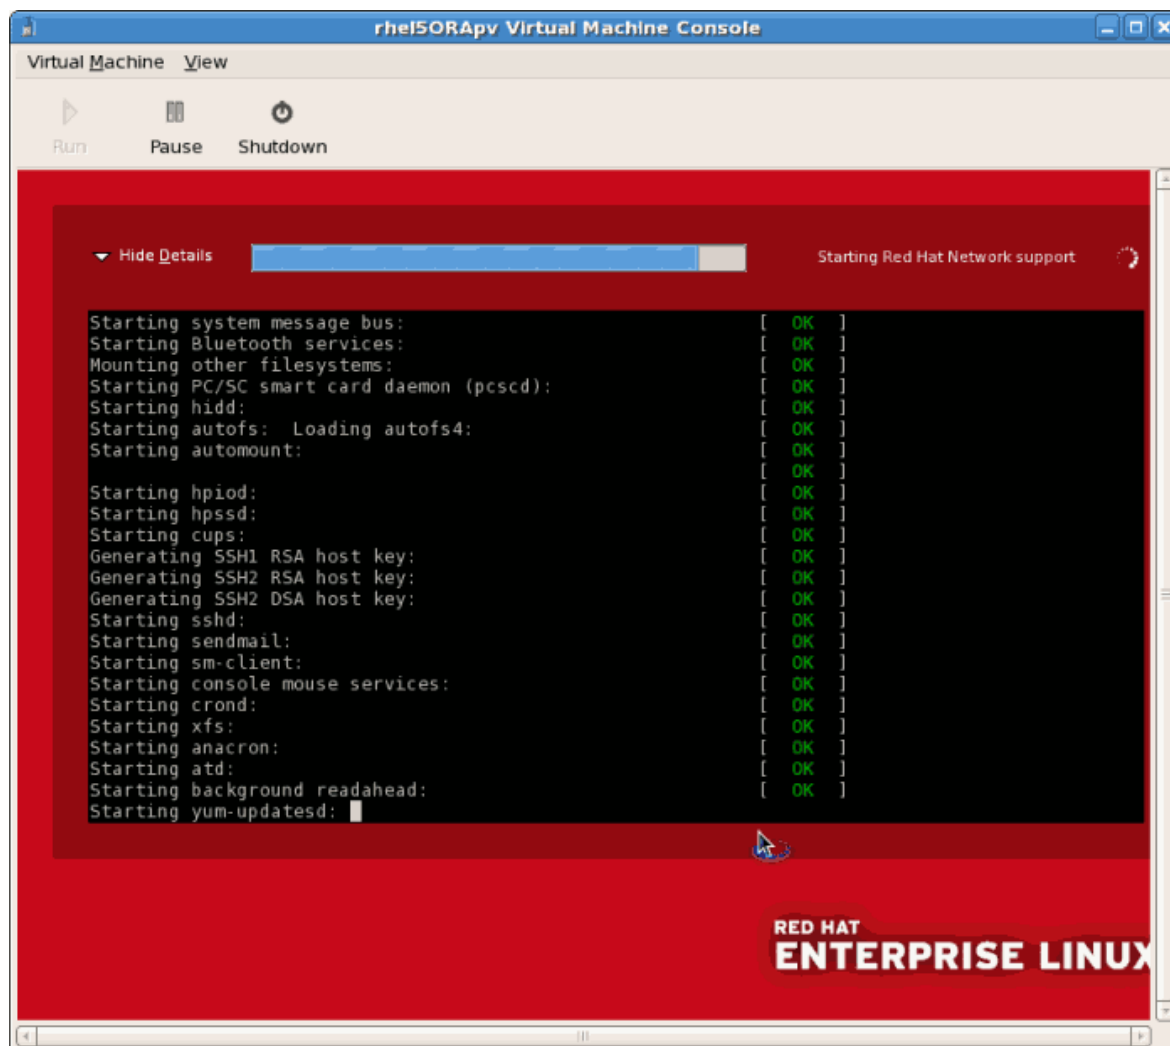 rhel5ORApv Virtual Machine Console
Virtual Machine View
Run Pause Shutdown
Hide Details Starting Red Hat Network support
Starting system message bus: [ OK ]
Starting Bluetooth services: [ OK ]
Mounting other filesystems: [ OK ]
Starting PC/SC smart card daemon (pcscd): [ OK ]
Starting hidd: [ OK ]
Starting autofs: Loading autofs4: [ OK ]
Starting automount: [ OK ]
[ OK ]
Starting hpiod: [ OK ]
Starting hpssd: [ OK ]
Starting cups: [ OK ]
Generating SSH1 RSA host key: [ OK ]
Generating SSH2 RSA host key: [ OK ]
Generating SSH2 DSA host key: [ OK ]
Starting sshd: [ OK ]
Starting sendmail: [ OK ]
Starting sm-client: [ OK ]
Starting console mouse services: [ OK ]
Starting crond: [ OK ]
Starting xfs: [ OK ]
Starting anacron: [ OK ]
Starting atd: [ OK ]
Starting background readahead: [ OK ]
Starting yum-updatesd:
RED HAT
ENTERPRISE LINUX